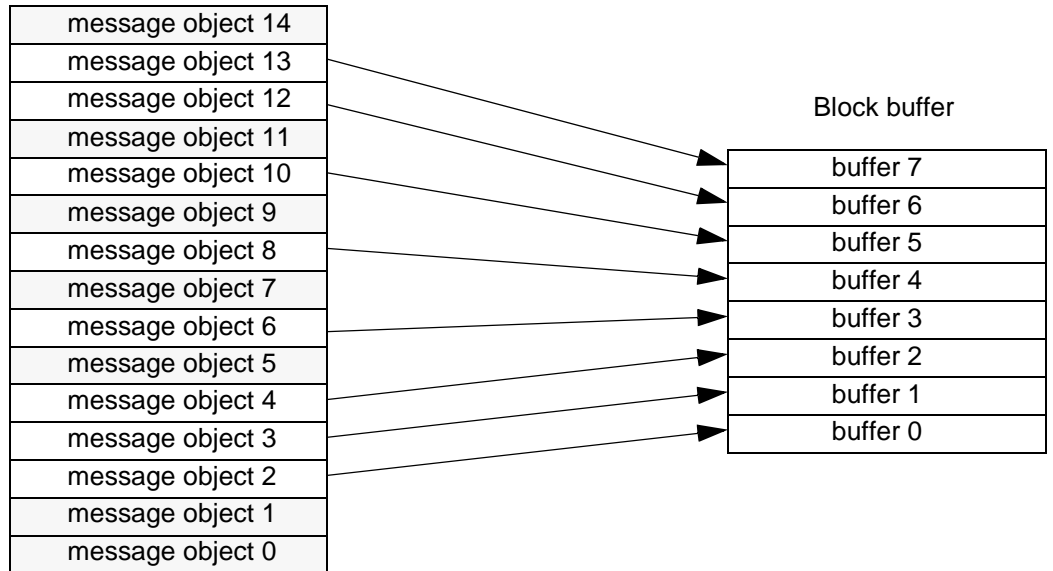 message object 14
message object 13
message object 12
message object 11
message object 10
message object 9
message object 8
message object 7
message object 6
message object 5
message object 4
message object 3
message object 2
message object 1
message object 0
Block buffer
buffer 7
buffer 6
buffer 5
buffer 4
buffer 3
buffer 2
buffer 1
buffer 0